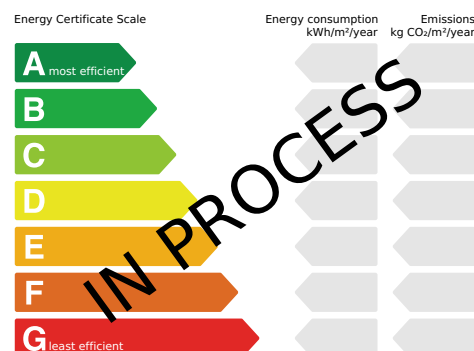 Energy Certificate Scale
Energy consumption
kWh/m²/year
Emissions
kg CO₂/m²/year
A most efficient
B
C
D
E
F
G least efficient
IN PROCESS